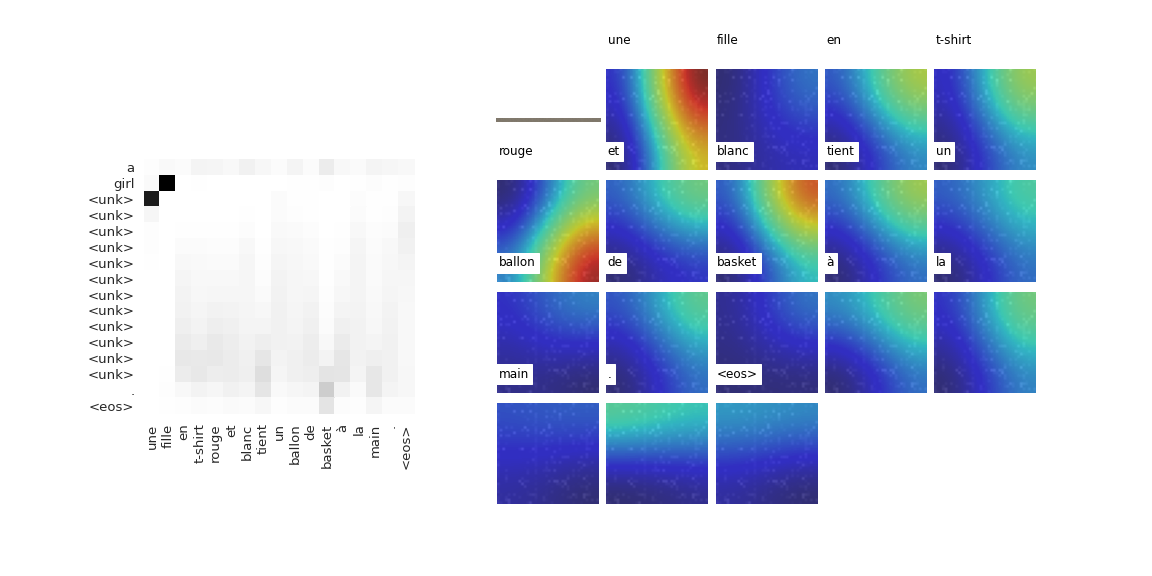 a
girl
<unk>
<unk>
<unk>
<unk>
<unk>
<unk>
<unk>
<unk>
<unk>
<unk>
<unk>
<unk>
.
<eos>
une fille en t-shirt rouge et blanc tient un ballon de basket à la main . <eos>
une fille en t-shirt
rouge et blanc tient un
ballon de basket à la
main . <eos>